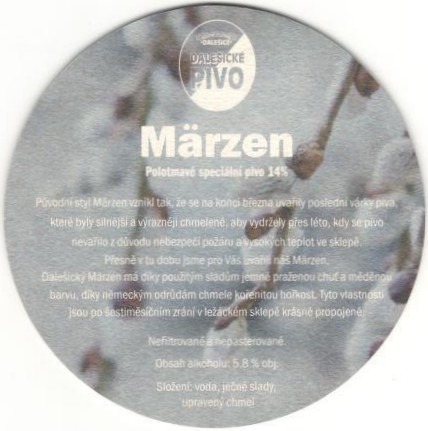 DALEŠICE
DALEŠICKÉ
PIVO
Märzen
Polotmavé speciální pivo 14%
Původní styl Märzen vznikl tak, že se na konci března uvařily poslední várky piva,
které byly silnější a výrazněji chmelené, aby vydržely přes léto, kdy se pivo
nevařilo z důvodu nebezpečí požáru a vysokých teplot ve sklepě.
Přesně v tu dobu jsme pro Vás uvařili náš Märzen.
Dalešický Märzen má díky použitým sladům jemně praženou chuť a měděnou
barvu, díky německým odrůdám chmele kořenitou hořkost. Tyto vlastnosti
jsou po šestiměsíčním zrání v ležáckém sklepě krásně propojené.
Nefiltrované a nepasterované.
Obsah alkoholu: 5,8 % obj.
Složení: voda, ječné slady,
upravený chmel